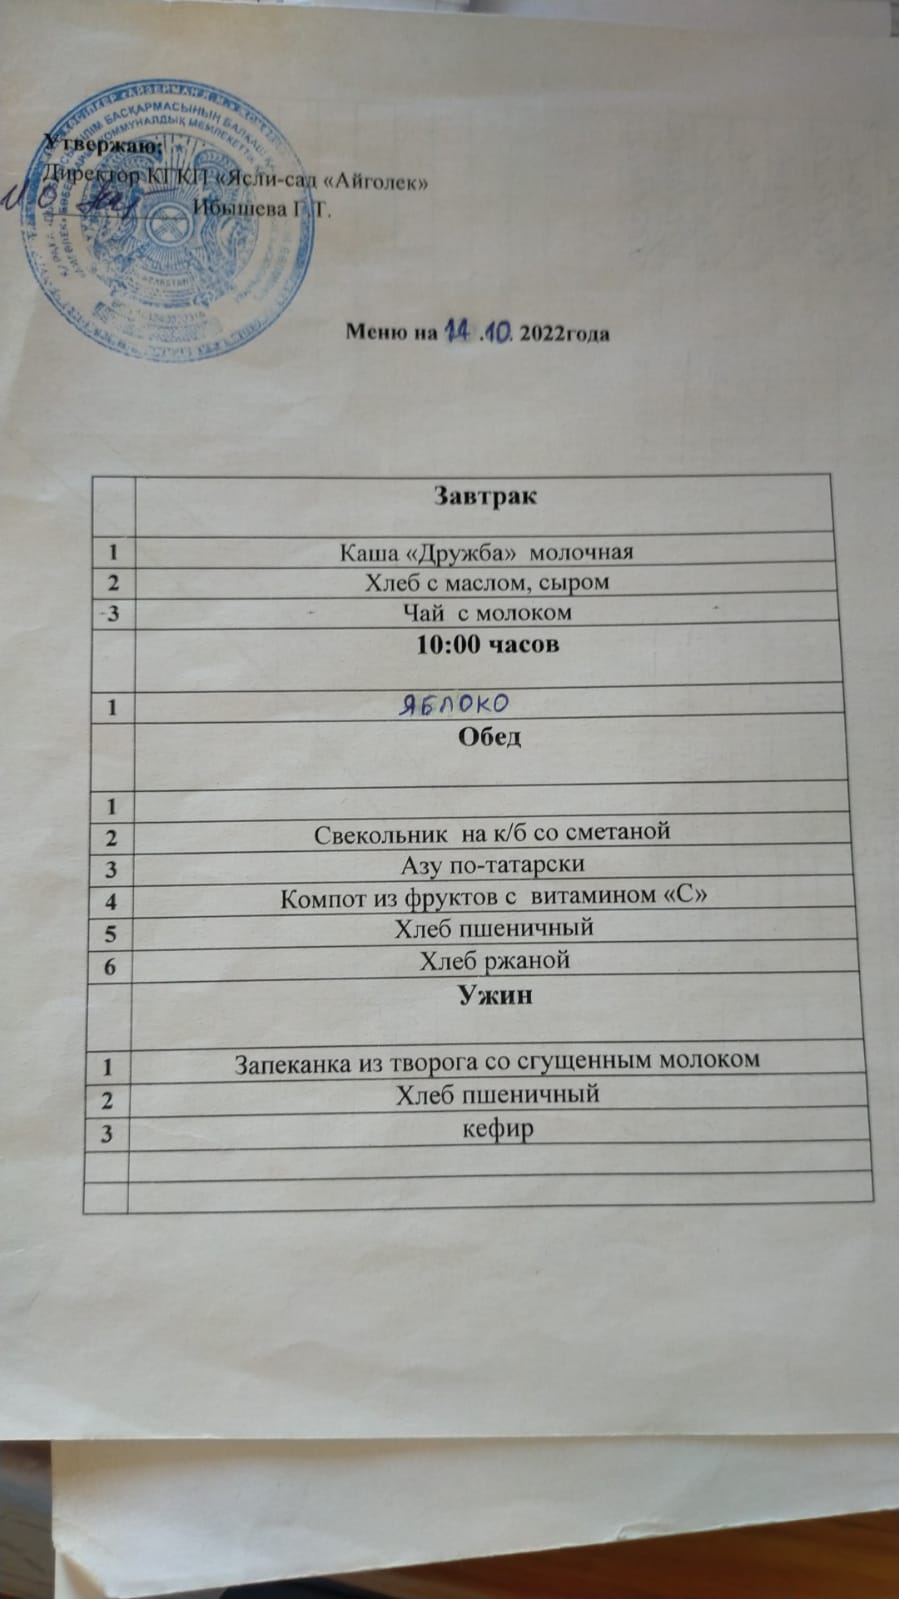 Утвержаю:
Директор КГКП «Ясли-сад «Айголек»
И О Ибышева Г.Т.
Меню на 14 .10. 2022года
Завтрак
1 Каша «Дружба» молочная
2 Хлеб с маслом, сыром
3 Чай с молоком
10:00 часов
1 ЯБЛОКО
Обед
1
2 Свекольник на к/б со сметаной
3 Азу по-татарски
4 Компот из фруктов с витамином «С»
5 Хлеб пшеничный
6 Хлеб ржаной
Ужин
1 Запеканка из творога со сгущенным молоком
2 Хлеб пшеничный
3 кефир